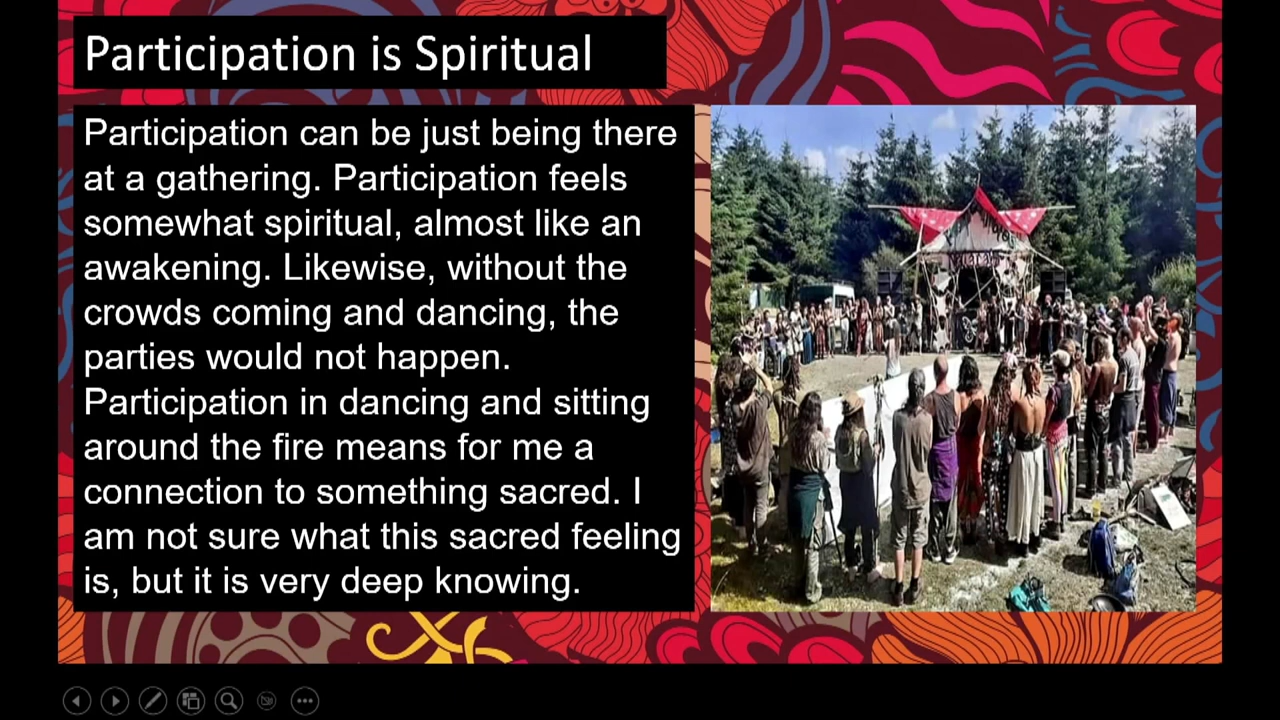 Participation is Spiritual
Participation can be just being there
at a gathering. Participation feels
somewhat spiritual, almost like an
awakening. Likewise, without the
crowds coming and dancing, the
parties would not happen.
Participation in dancing and sitting
around the fire means for me a
connection to something sacred. I
am not sure what this sacred feeling
is, but it is very deep knowing.